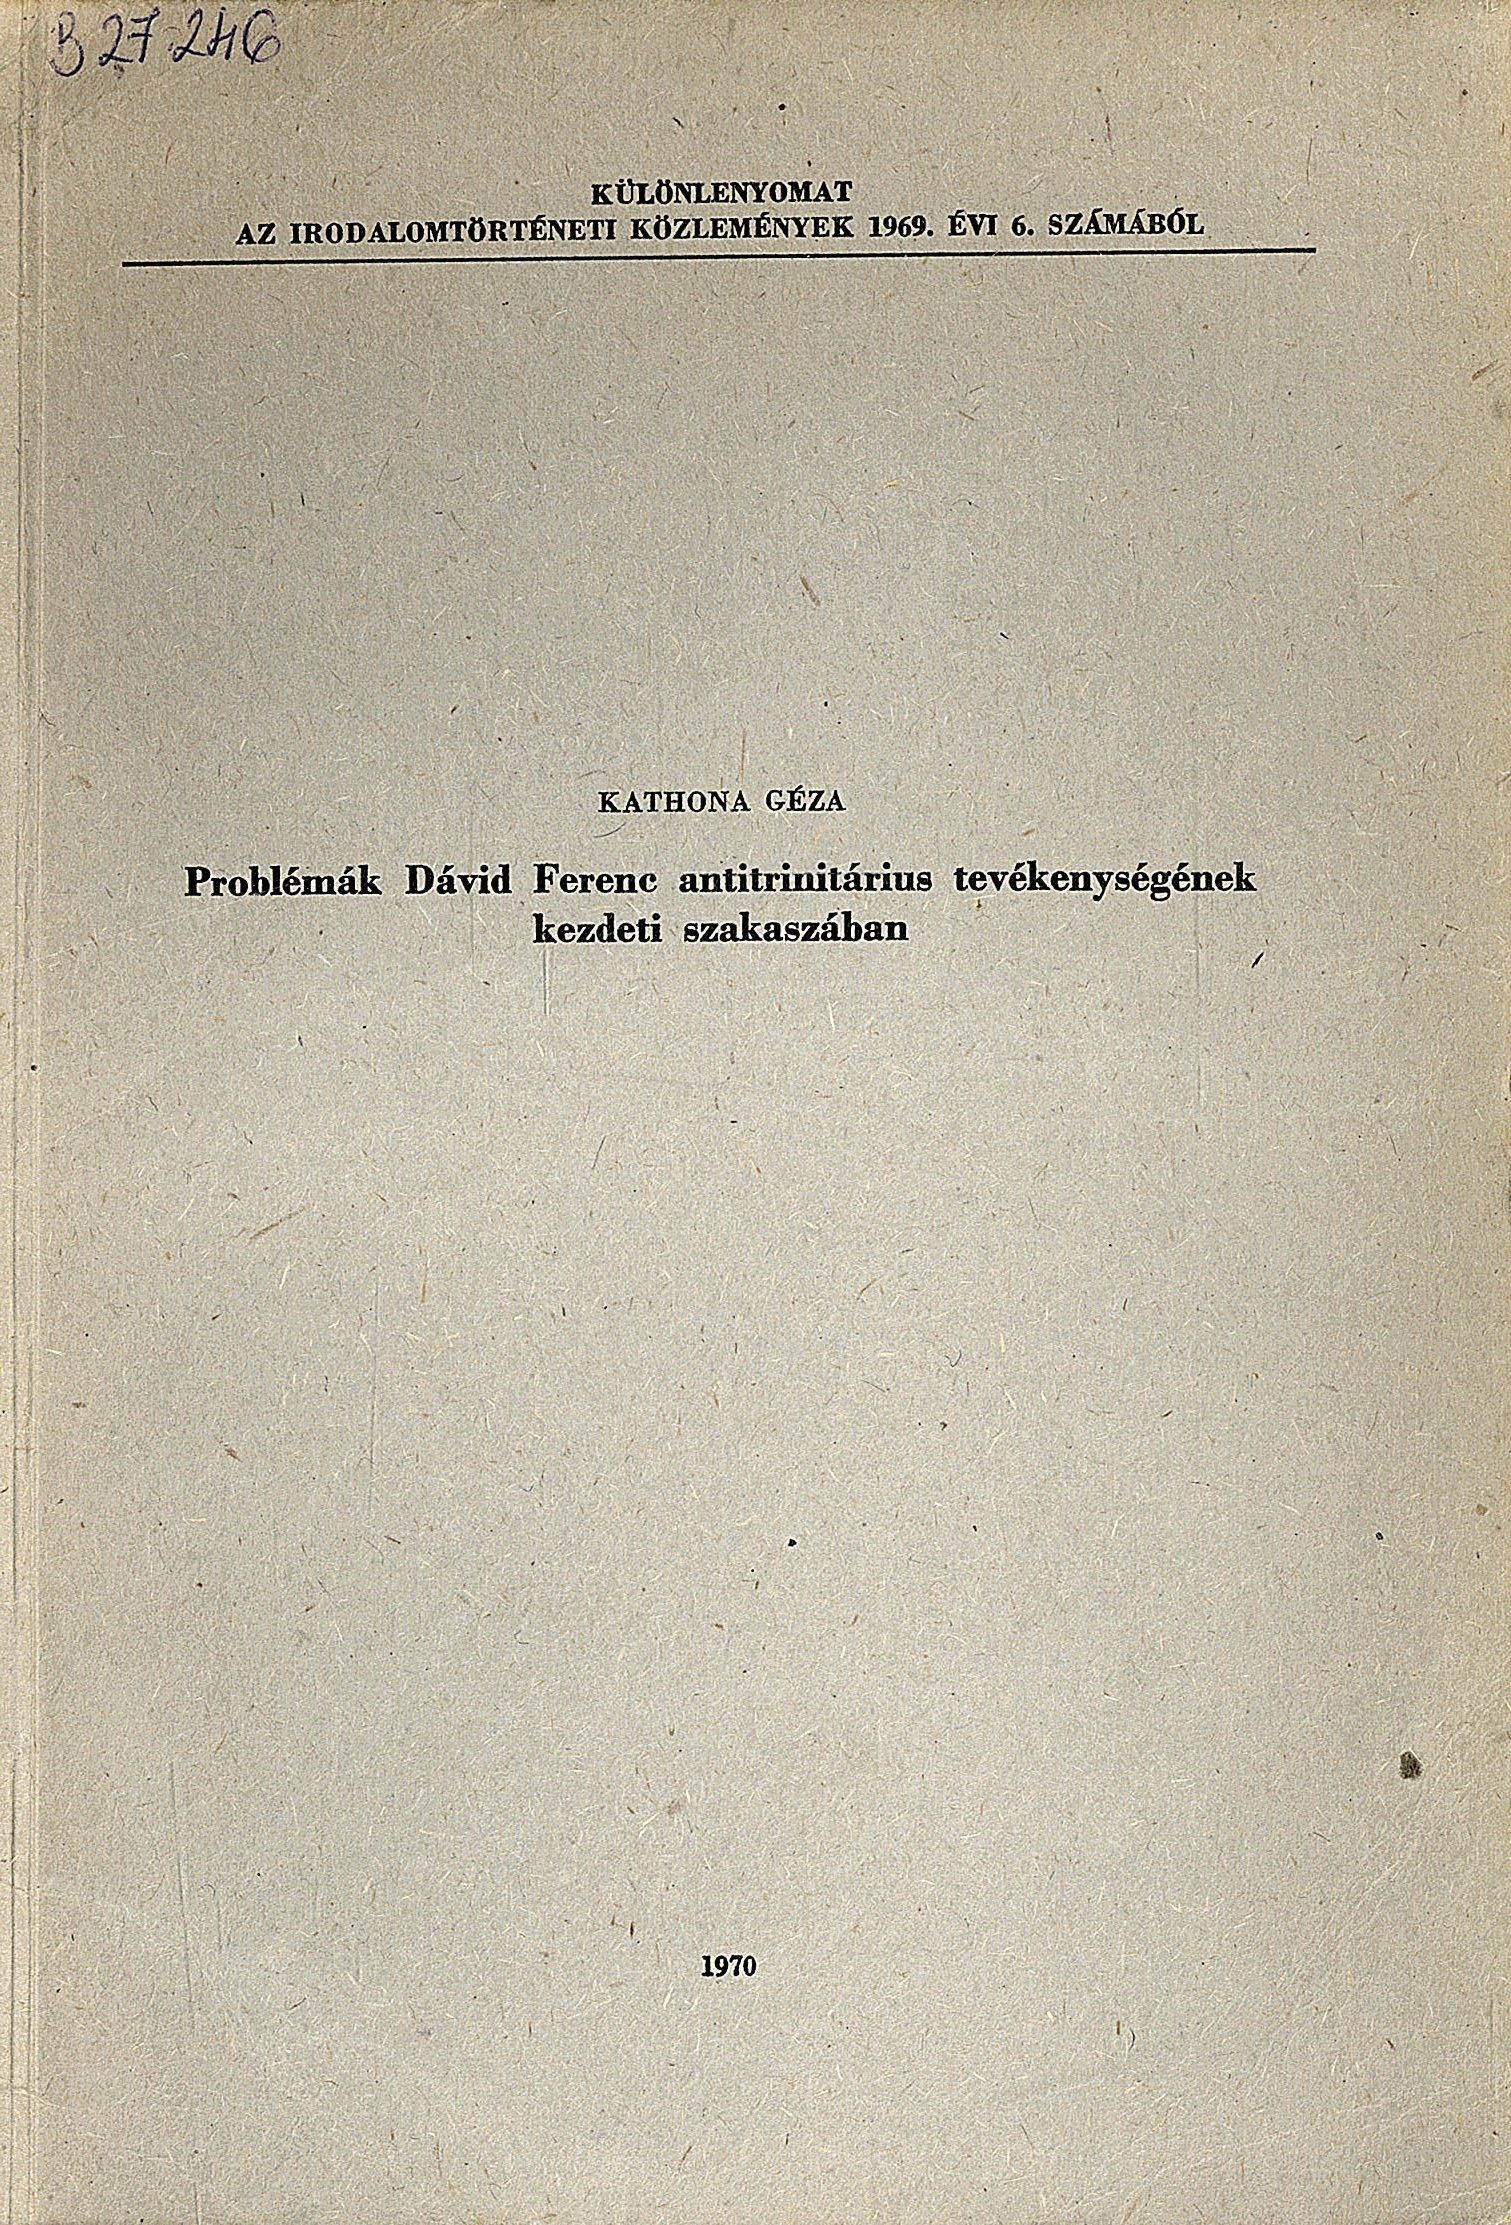 B 27 246
KÜLÖNLENYOMAT
AZ IRODALOMTÖRTÉNETI KÖZLEMÉNYEK 1969. ÉVI 6. SZÁMÁBÓL
KATHONA GÉZA
Problémák Dávid Ferenc antitrinitárius tevékenységének
kezdeti szakaszában
1970